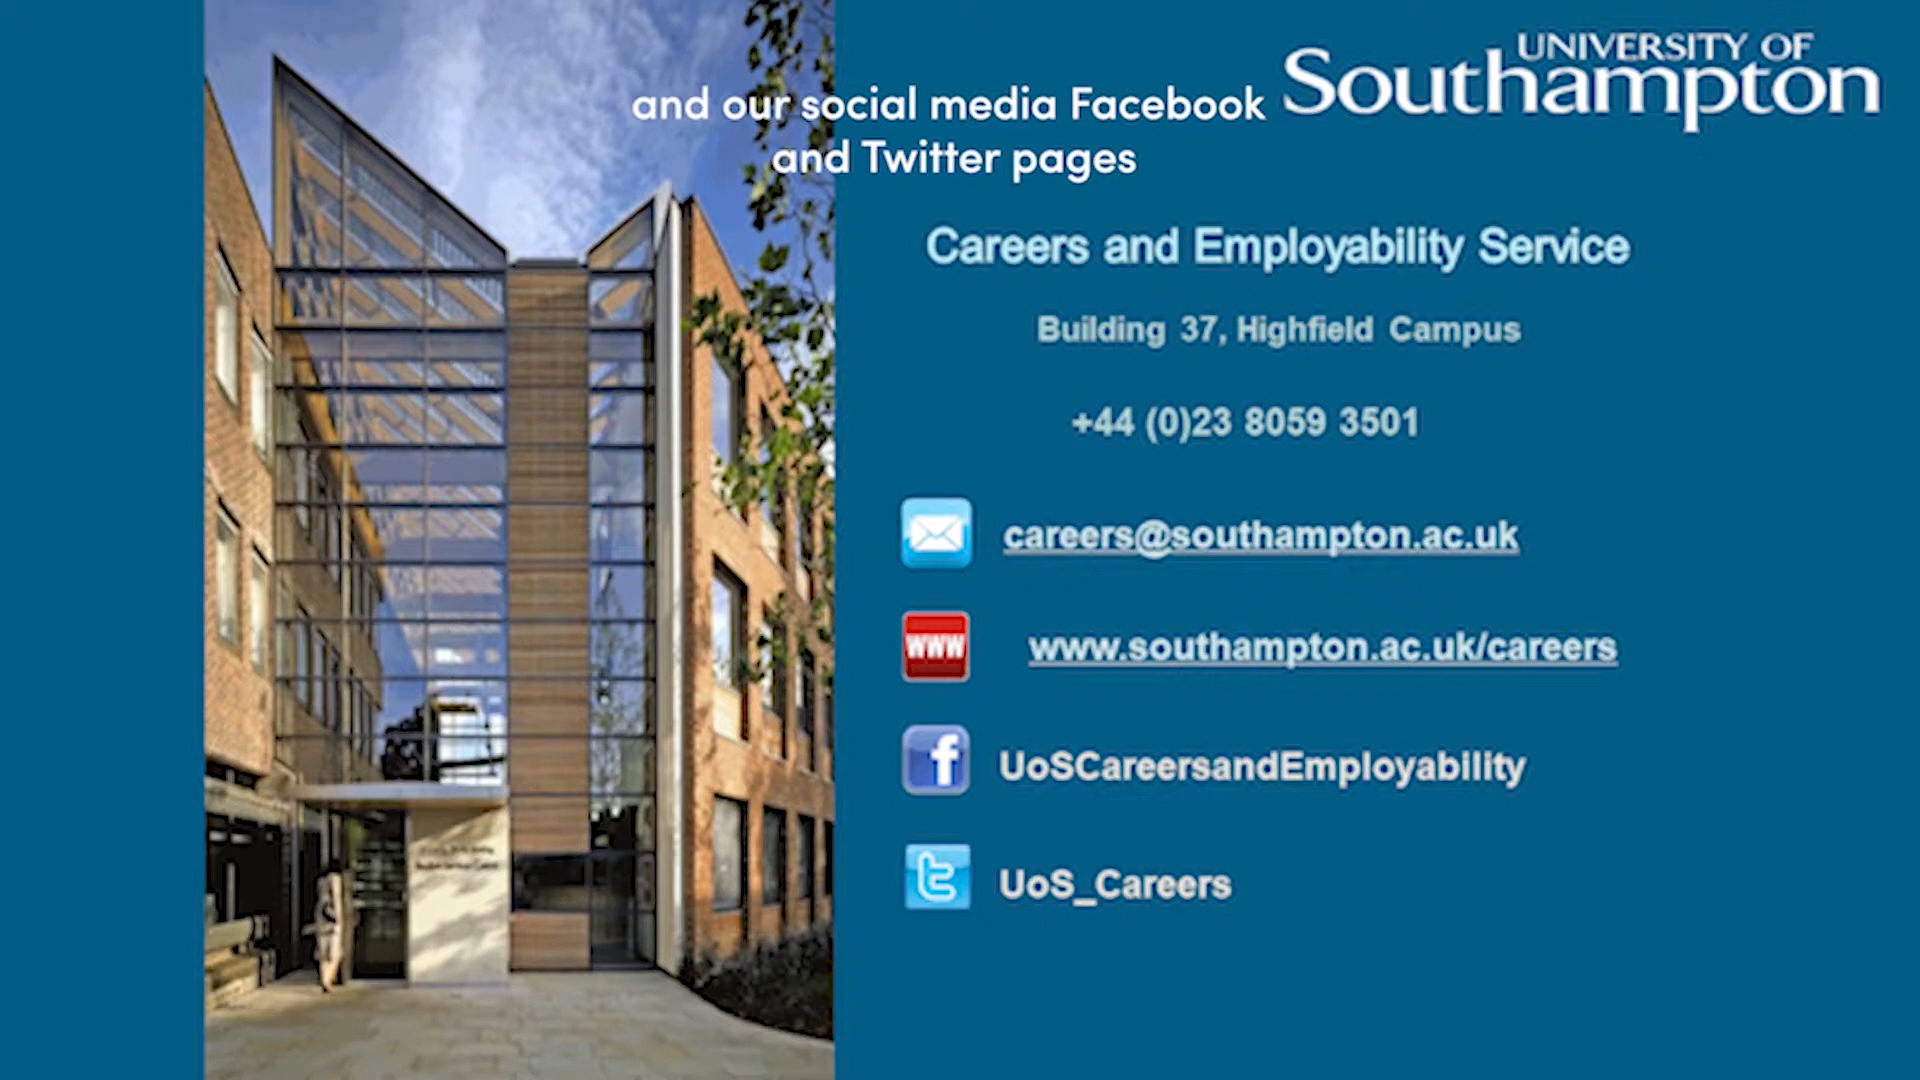 UNIVERSITY OF
Southampton
and our social media Facebook
and Twitter pages
Careers and Employability Service
Building 37, Highfield Campus
+44 (0)23 8059 3501
careers@southampton.ac.uk
www
www.southampton.ac.uk/careers
f
UoSCareersandEmployability
t
UoS_Careers